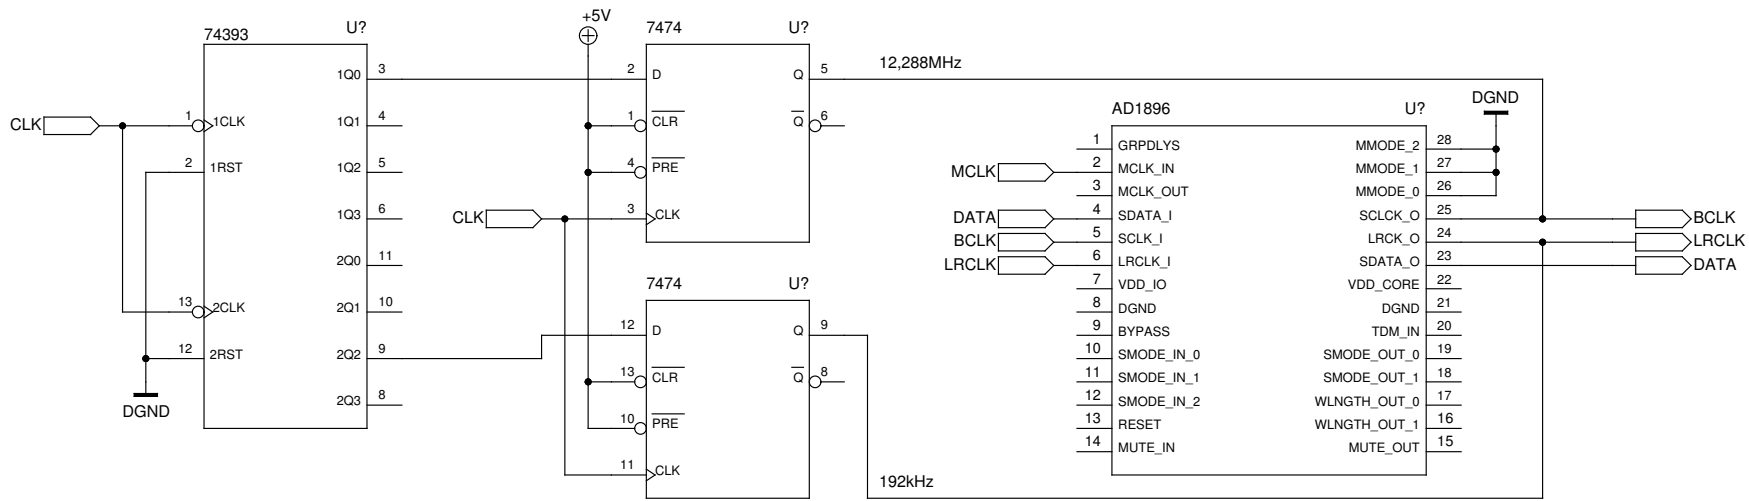 74393 U?
CLK
1 1CLK
2 1RST
13 2CLK
12 2RST
DGND
1Q0 3
1Q1 4
1Q2 5
1Q3 6
2Q0 11
2Q1 10
2Q2 9
2Q3 8
+5V
7474 U?
2 D
1 CLR
4 PRE
CLK
3 CLK
Q 5
Q 6
7474 U?
12 D
13 CLR
10 PRE
11 CLK
Q 9
Q 8
12,288MHz
192kHz
AD1896 U?
DGND
1 GRPDLYS
MCLK 2 MCLK_IN
3 MCLK_OUT
DATA 4 SDATA_I
BCLK 5 SCLK_I
LRCLK 6 LRCLK_I
7 VDD_IO
8 DGND
9 BYPASS
10 SMODE_IN_0
11 SMODE_IN_1
12 SMODE_IN_2
13 RESET
14 MUTE_IN
MMODE_2 28
MMODE_1 27
MMODE_0 26
SCLCK_O 25 BCLK
LRCK_O 24 LRCLK
SDATA_O 23 DATA
VDD_CORE 22
DGND 21
TDM_IN 20
SMODE_OUT_0 19
SMODE_OUT_1 18
WLNGTH_OUT_0 17
WLNGTH_OUT_1 16
MUTE_OUT 15